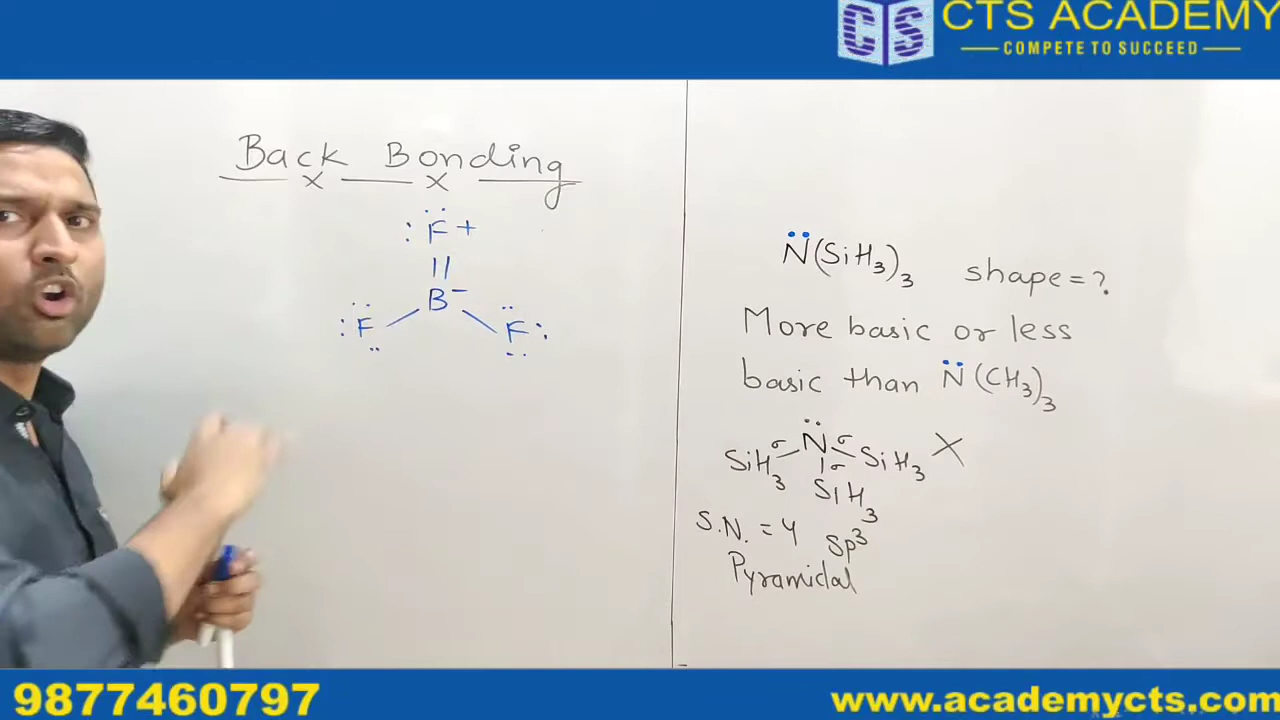 CTS ACADEMY
COMPETE TO SUCCEED
Back Bonding
F +
B -
F F
N(SiH3)3 shape = ?
More basic or less
basic than N(CH3)3
SiH3 σ N σ SiH3 X
σ
SiH3
S.N. = 4 sp3
Pyramidal
9877460797
www.academycts.com